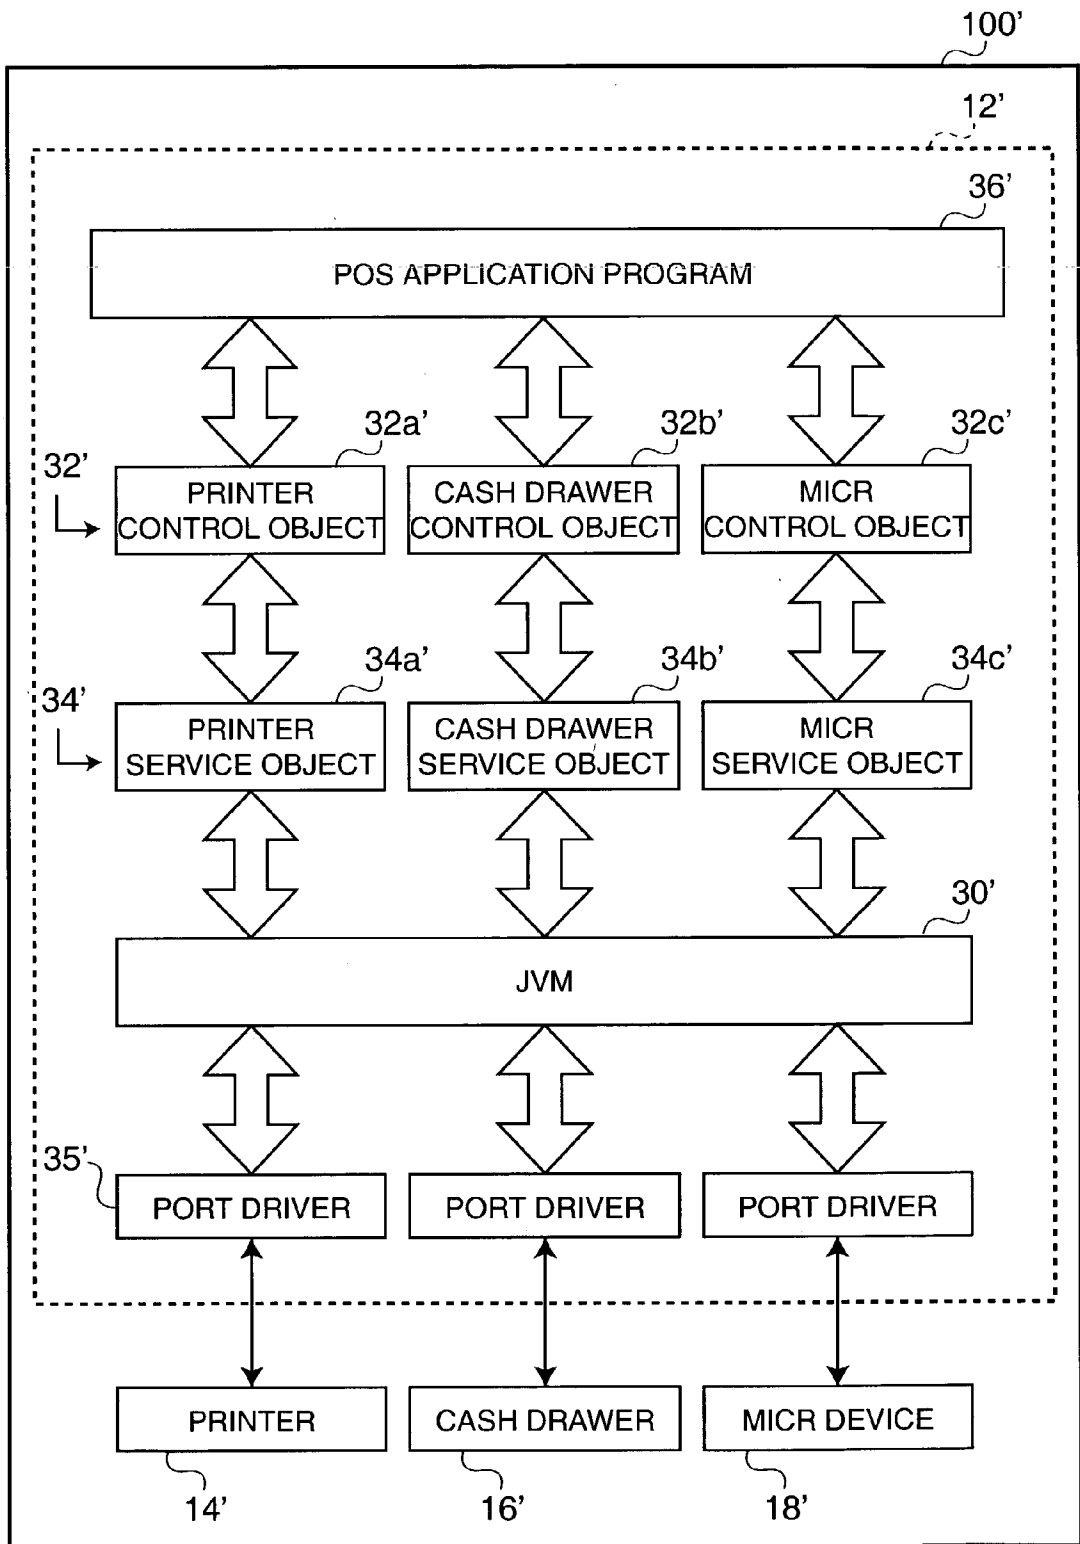 100'
12'
36'
POS APPLICATION PROGRAM
32a'
32b'
32c'
32'
PRINTER
CONTROL OBJECT
CASH DRAWER
CONTROL OBJECT
MICR
CONTROL OBJECT
34a'
34b'
34c'
34'
PRINTER
SERVICE OBJECT
CASH DRAWER
SERVICE OBJECT
MICR
SERVICE OBJECT
30'
JVM
35'
PORT DRIVER
PORT DRIVER
PORT DRIVER
PRINTER
CASH DRAWER
MICR DEVICE
14'
16'
18'